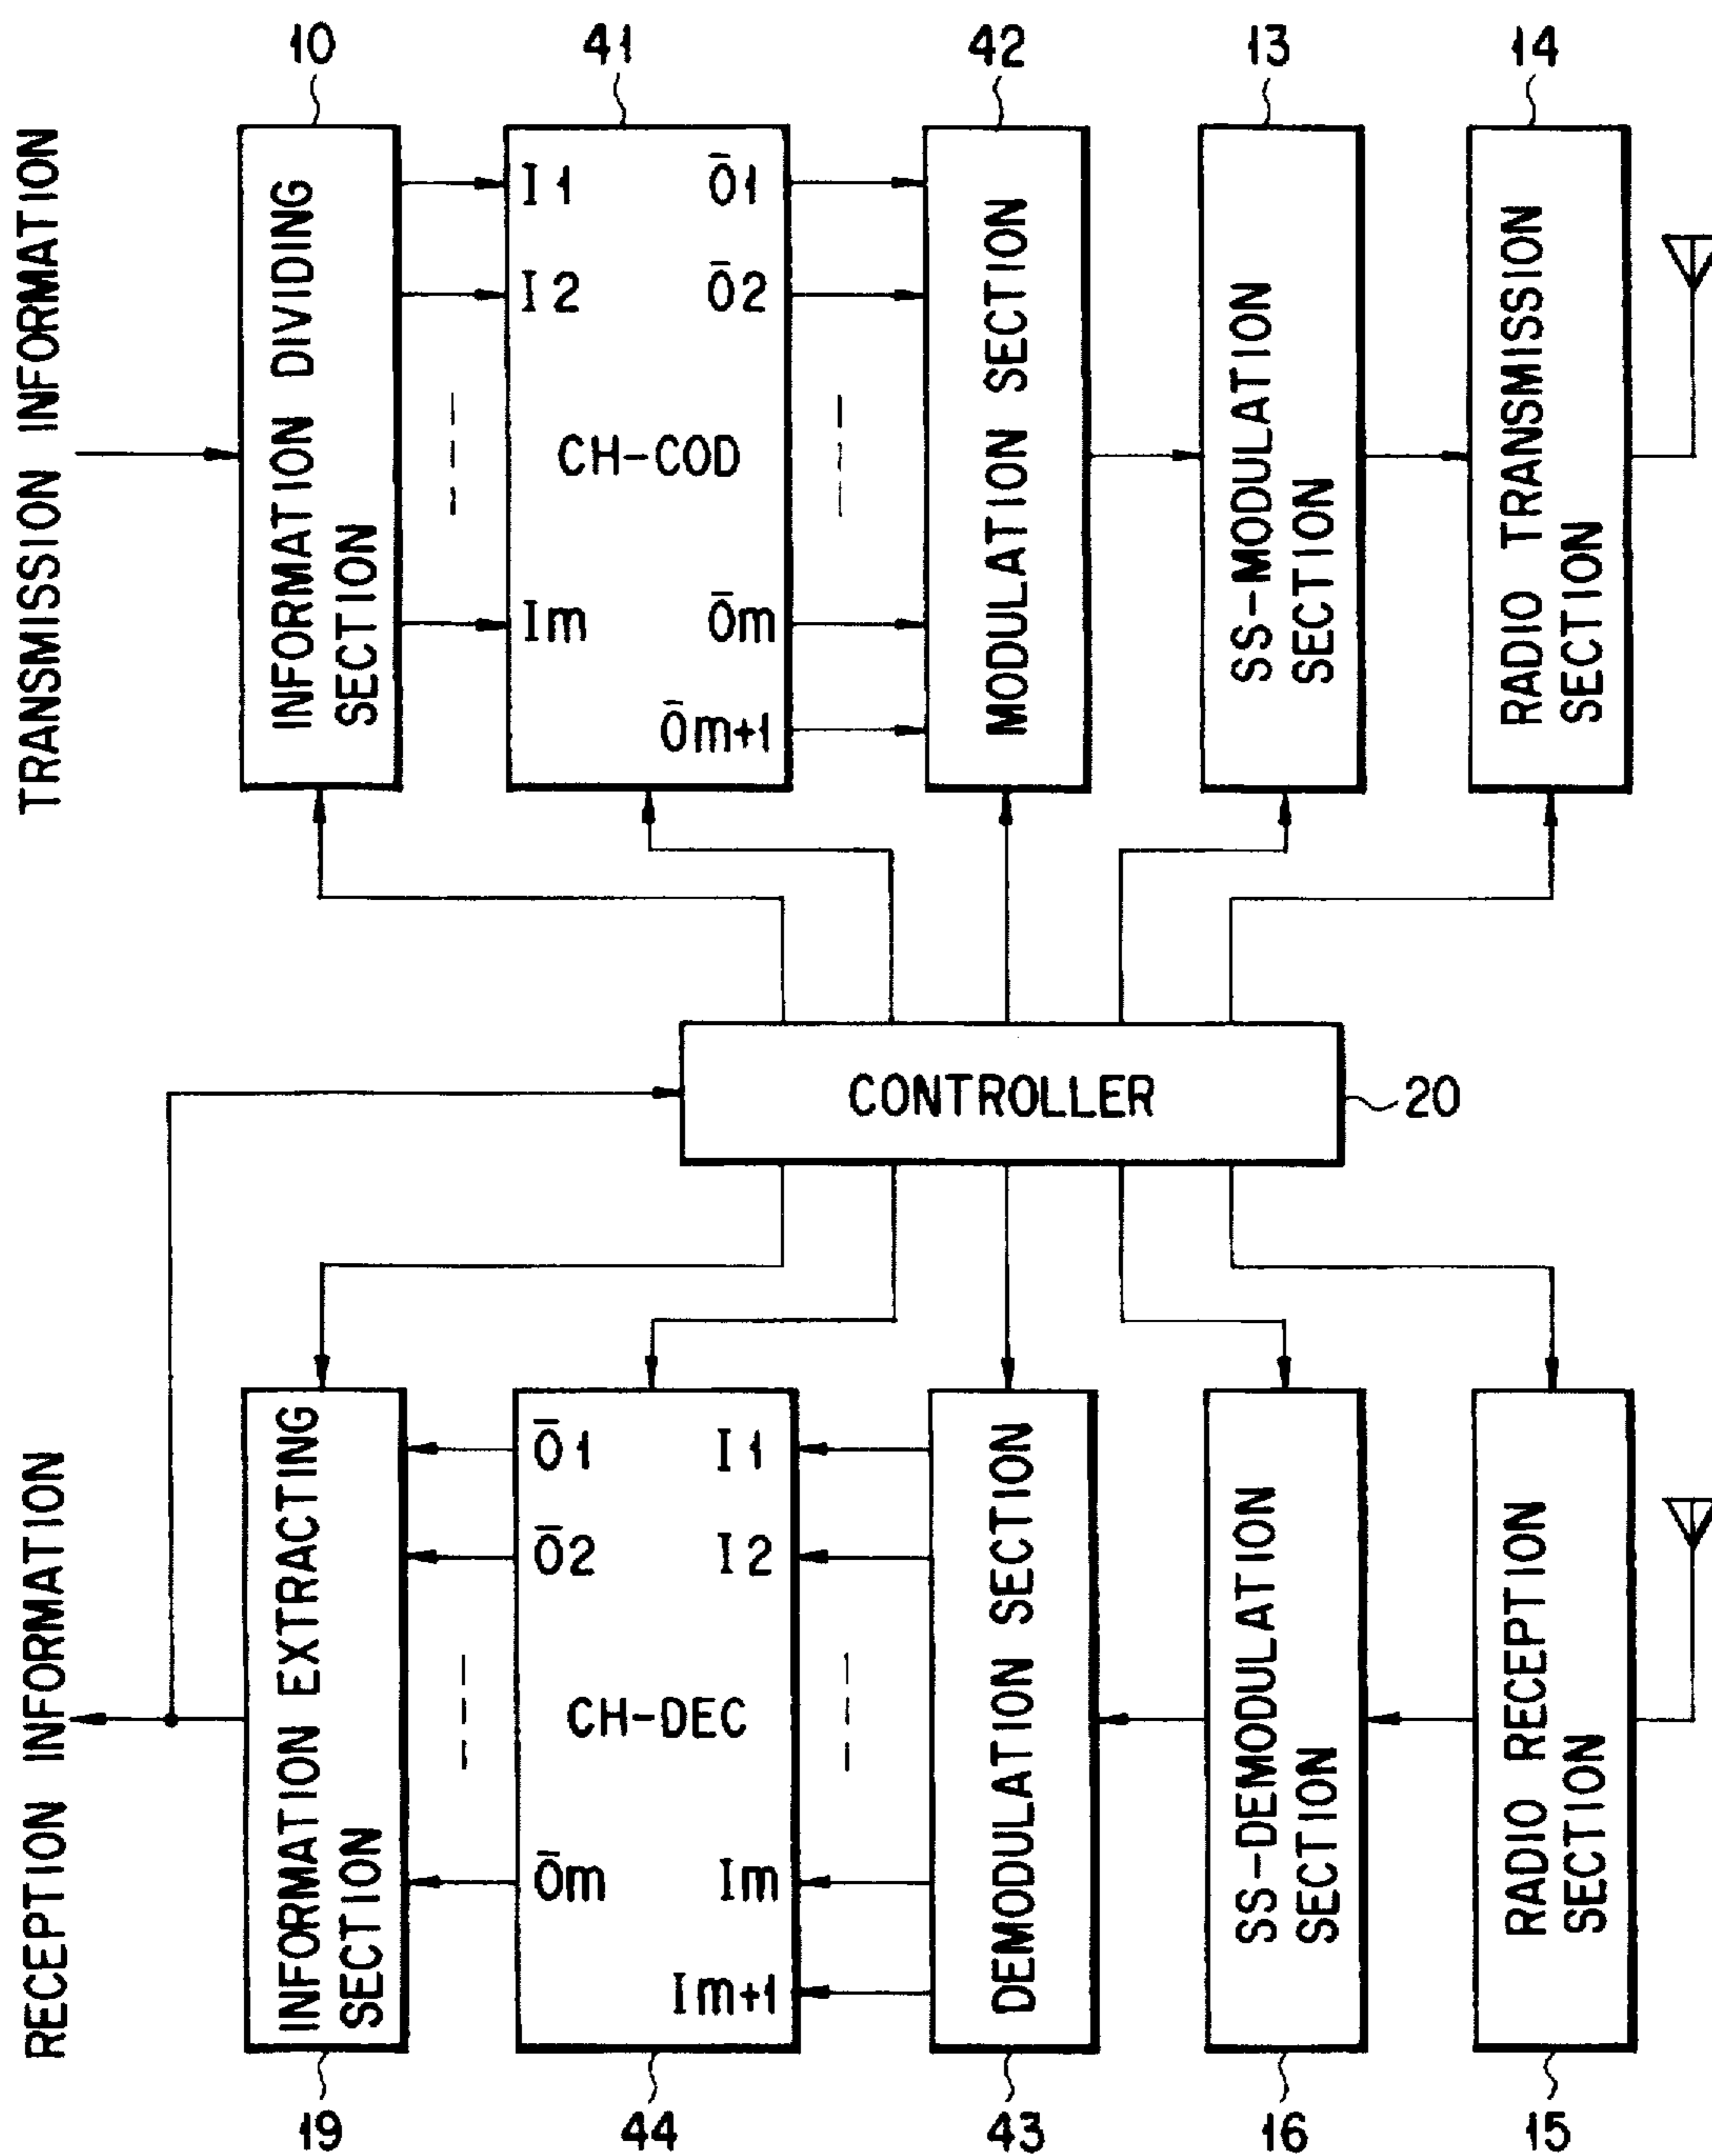 10
41
42
13
14
TRANSMISSION INFORMATION
INFORMATION DIVIDING
SECTION
I1
I2
Im
CH-COD
Ō1
Ō2
Ōm
Ōm+1
MODULATION SECTION
SS-MODULATION
SECTION
RADIO TRANSMISSION
SECTION
CONTROLLER
20
RECEPTION INFORMATION
INFORMATION EXTRACTING
SECTION
Ō1
Ō2
Ōm
CH-DEC
I1
I2
Im
Im+1
DEMODULATION SECTION
SS-DEMODULATION
SECTION
RADIO RECEPTION
SECTION
19
44
43
16
15